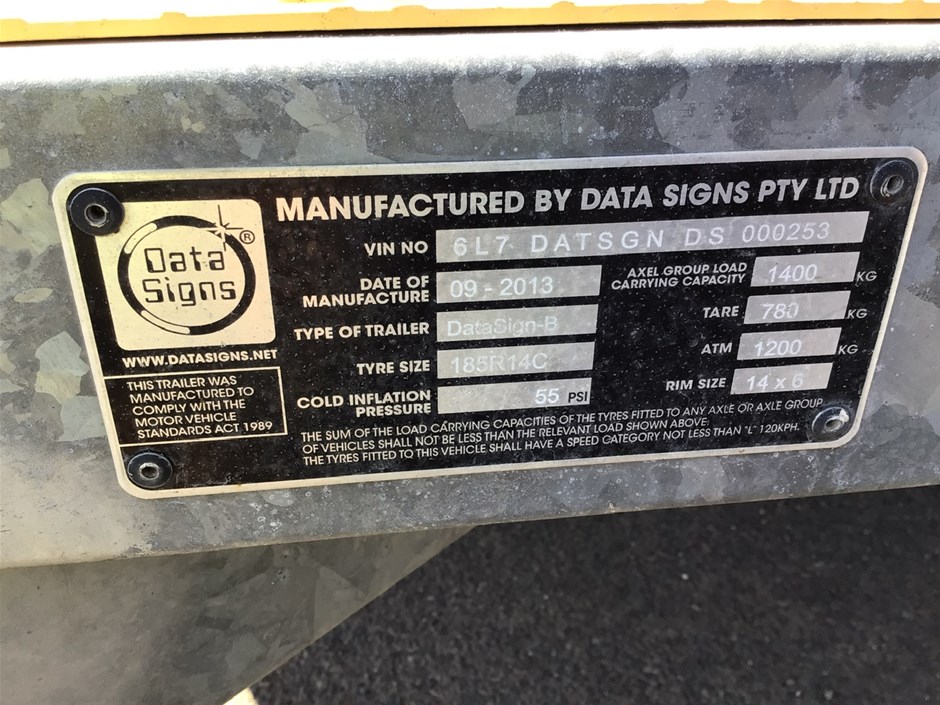 MANUFACTURED BY DATA SIGNS PTY LTD
Data
Signs
®
WWW.DATASIGNS.NET
THIS TRAILER WAS
MANUFACTURED TO
COMPLY WITH THE
MOTOR VEHICLE
STANDARDS ACT 1989
VIN NO 6L7 DATSGN DS 000253
DATE OF
MANUFACTURE 09 - 2013
TYPE OF TRAILER DataSign-B
TYRE SIZE 185R14C
COLD INFLATION
PRESSURE 55 PSI
AXEL GROUP LOAD
CARRYING CAPACITY 1400 KG
TARE 780 KG
ATM 1200 KG
RIM SIZE 14 x 6
THE SUM OF THE LOAD CARRYING CAPACITIES OF THE TYRES FITTED TO ANY AXLE OR AXLE GROUP
OF VEHICLES SHALL NOT BE LESS THAN THE RELEVANT LOAD SHOWN ABOVE.
THE TYRES FITTED TO THIS VEHICLE SHALL HAVE A SPEED CATEGORY NOT LESS THAN "L" 120KPH.